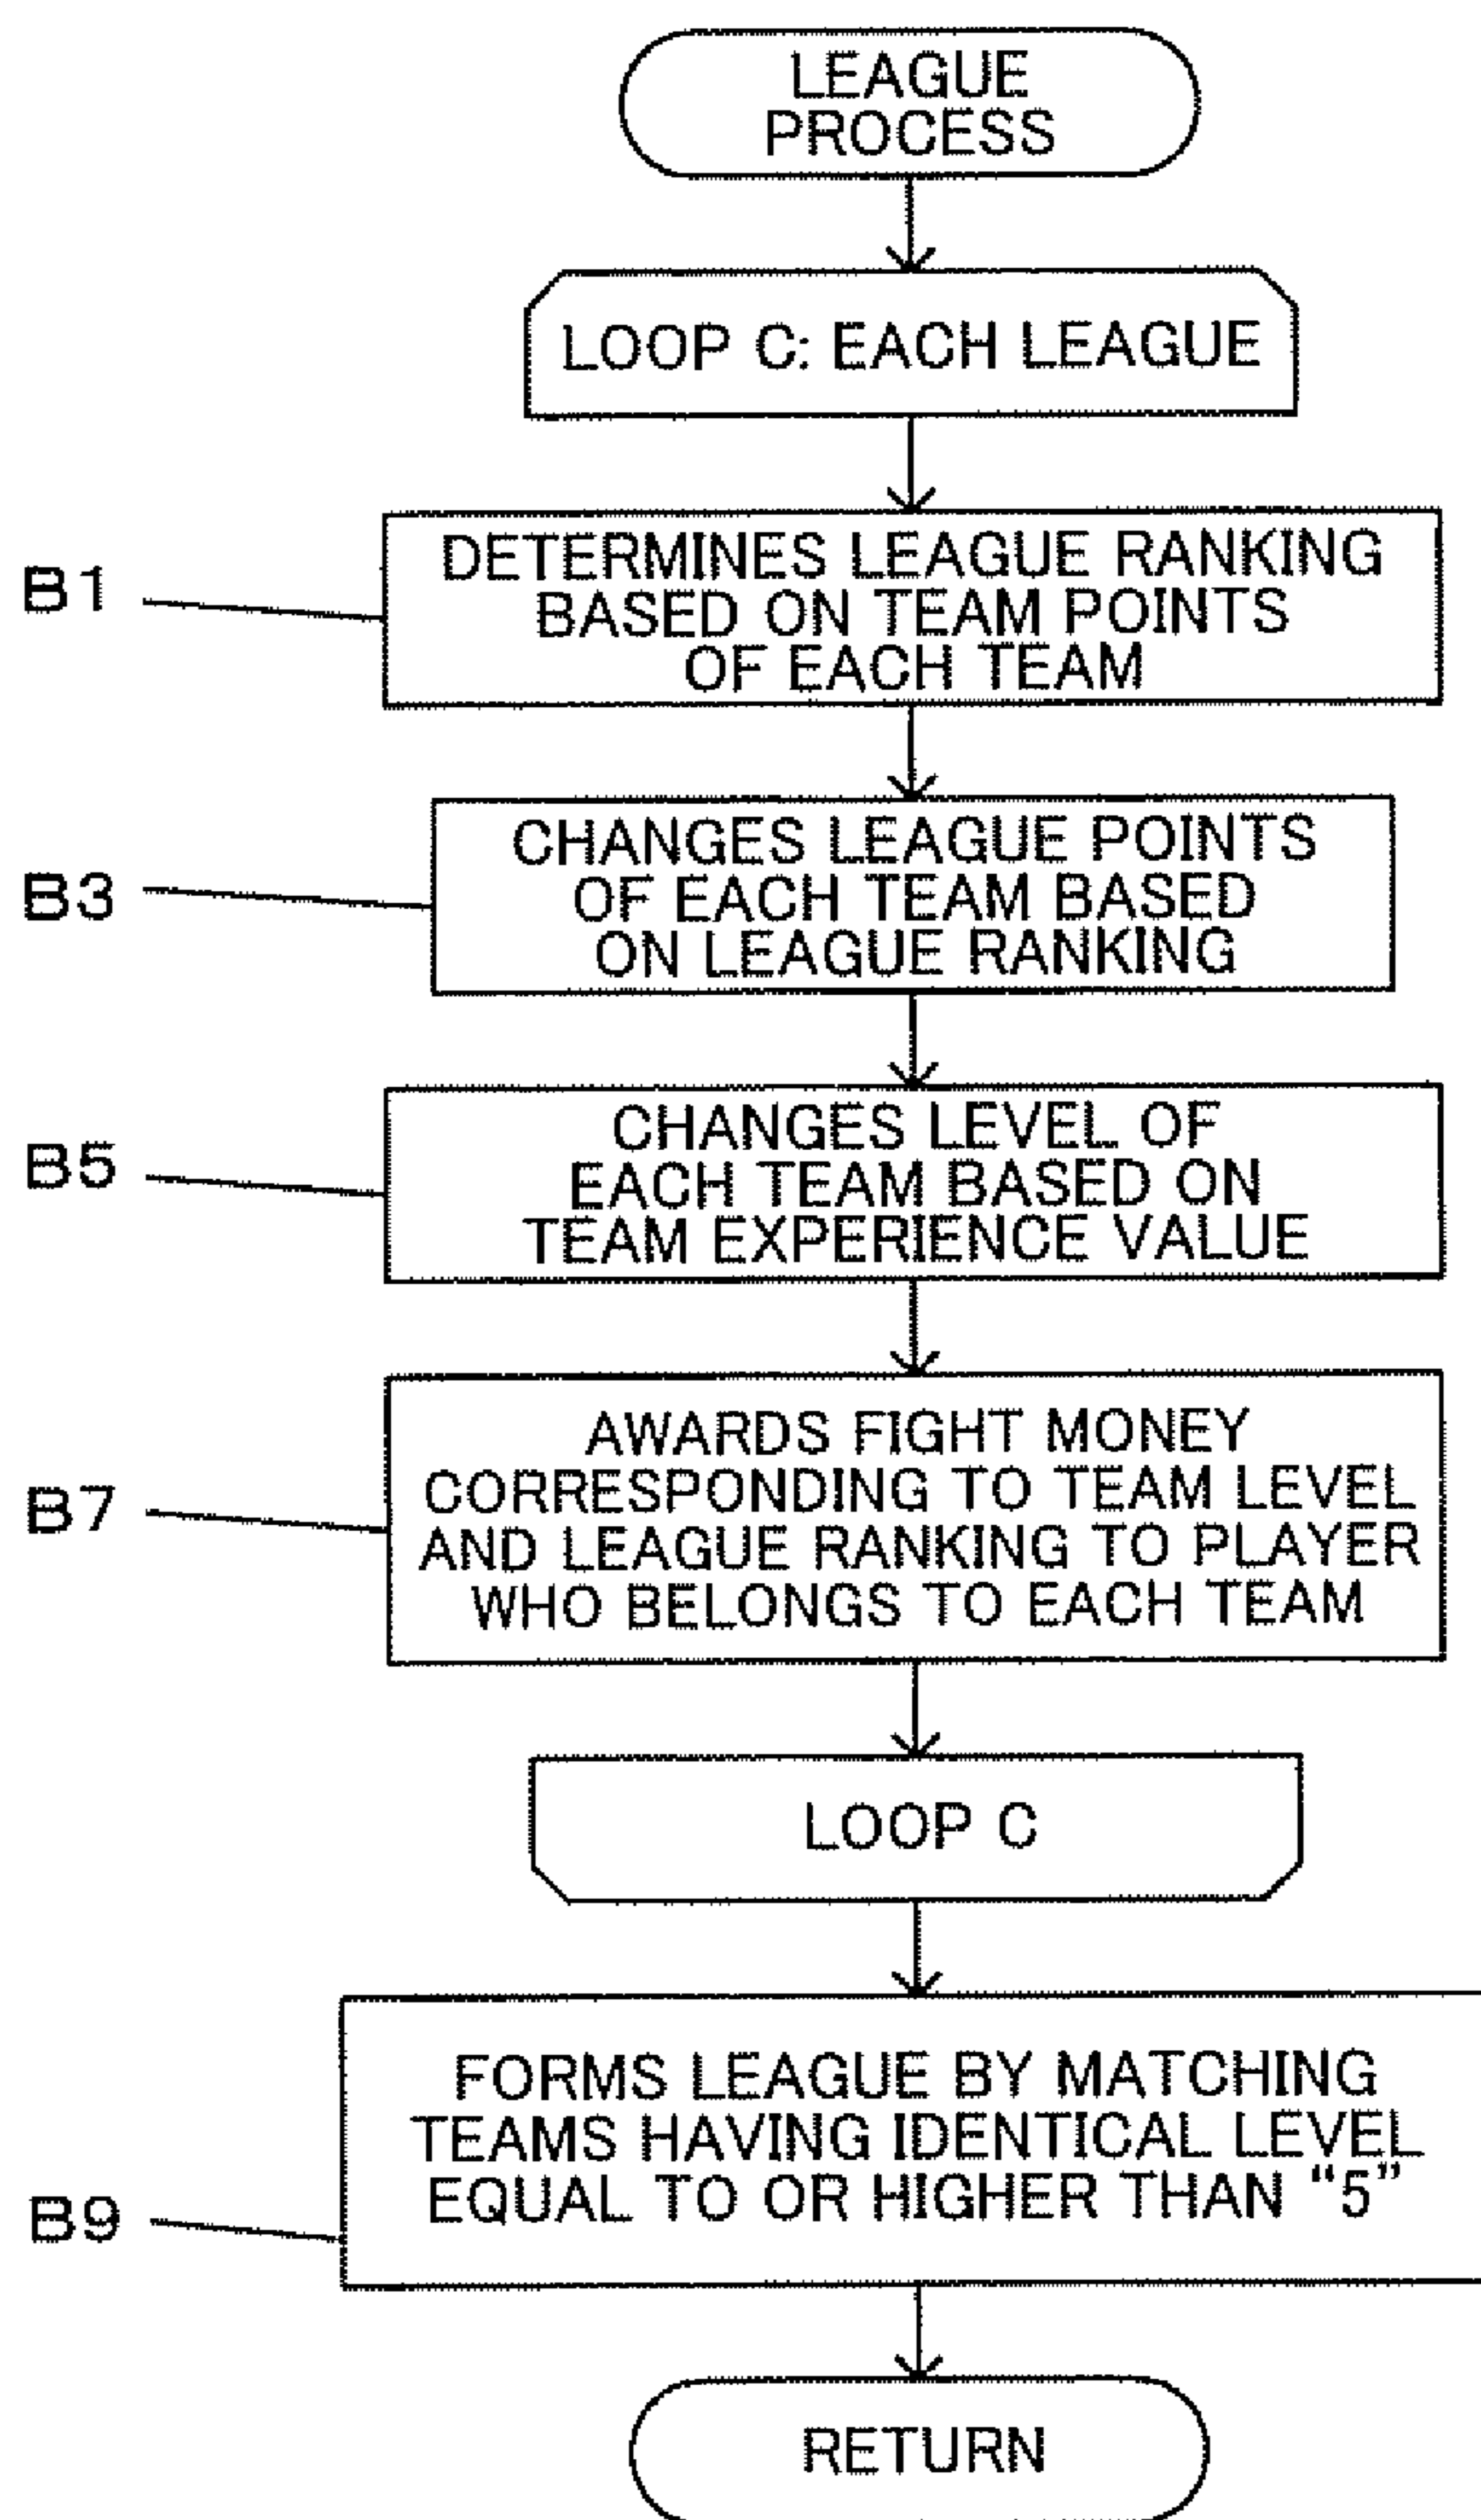 LEAGUE
PROCESS
LOOP C: EACH LEAGUE
B1
DETERMINES LEAGUE RANKING
BASED ON TEAM POINTS
OF EACH TEAM
B3
CHANGES LEAGUE POINTS
OF EACH TEAM BASED
ON LEAGUE RANKING
B5
CHANGES LEVEL OF
EACH TEAM BASED ON
TEAM EXPERIENCE VALUE
B7
AWARDS FIGHT MONEY
CORRESPONDING TO TEAM LEVEL
AND LEAGUE RANKING TO PLAYER
WHO BELONGS TO EACH TEAM
LOOP C
B9
FORMS LEAGUE BY MATCHING
TEAMS HAVING IDENTICAL LEVEL
EQUAL TO OR HIGHER THAN "5"
RETURN